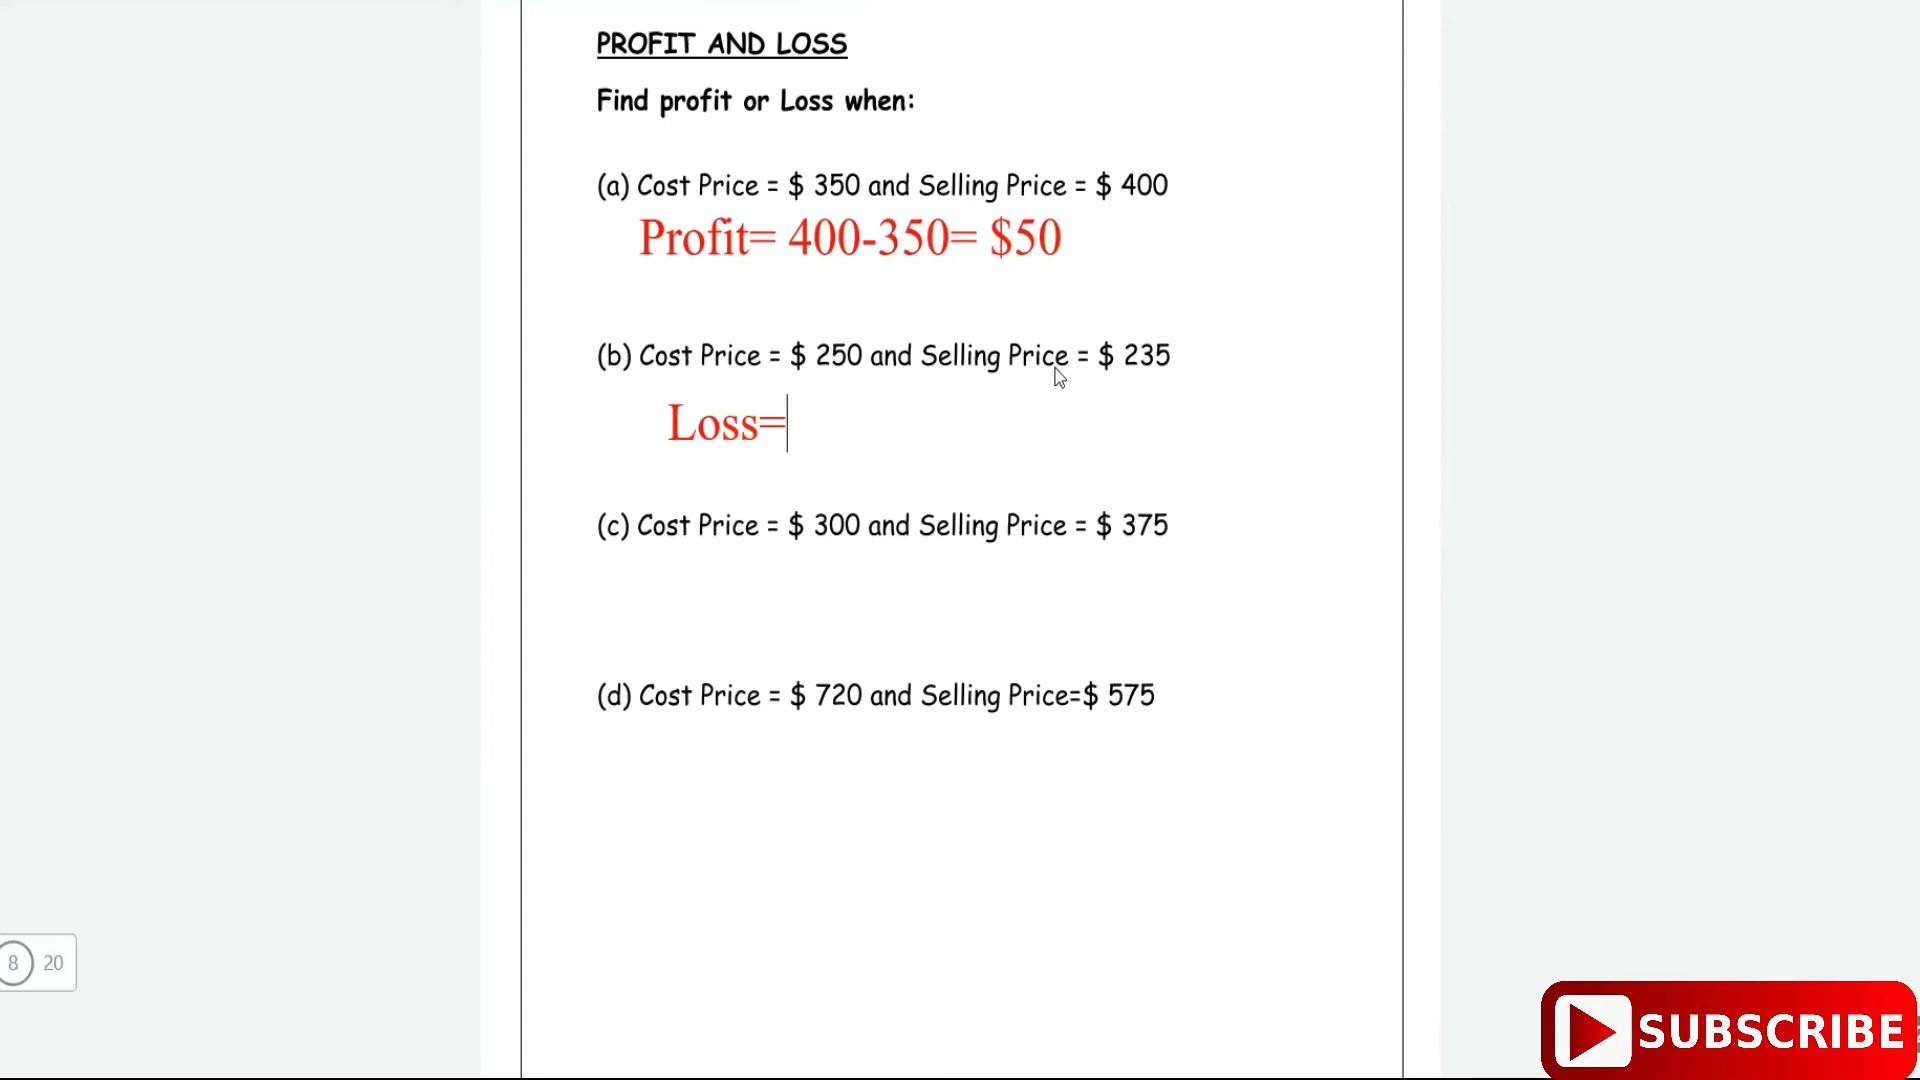 PROFIT AND LOSS
Find profit or Loss when:
(a) Cost Price = $ 350 and Selling Price = $ 400
Profit= 400-350= $50
(b) Cost Price = $ 250 and Selling Price = $ 235
Loss=
(c) Cost Price = $ 300 and Selling Price = $ 375
(d) Cost Price = $ 720 and Selling Price=$ 575
8 20
SUBSCRIBE